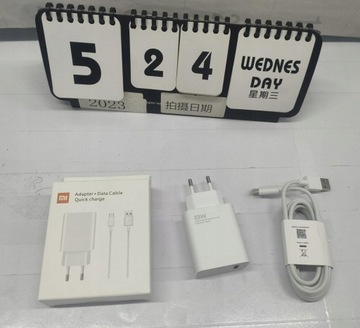 5
2
4
WEDNES
DAY
星期三
2023
拍摄日期
mi
Adapter + Data Cable
Quick charge
33W